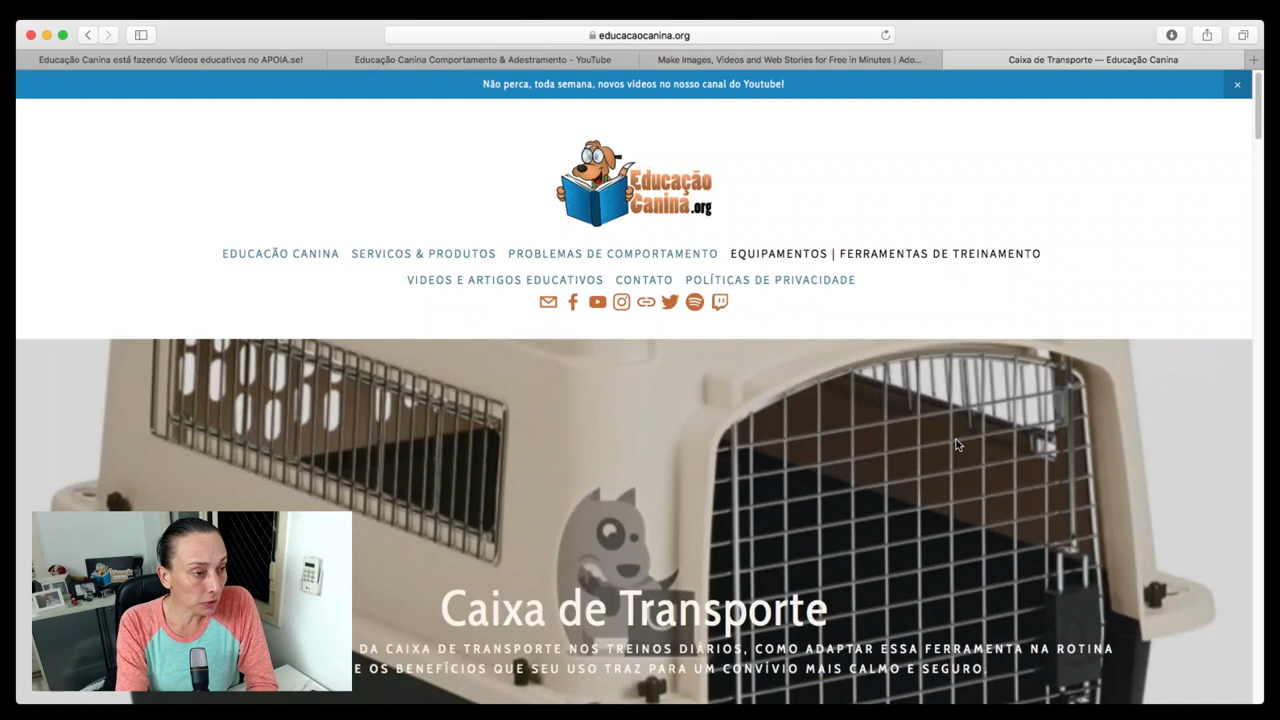 educacaocanina.org
Educação Canina está fazendo Vídeos educativos no APOIA.se!
Educação Canina Comportamento & Adestramento - YouTube
Make Images, Videos and Web Stories for Free in Minutes | Ado...
Caixa de Transporte — Educação Canina
Não perca, toda semana, novos vídeos no nosso canal do Youtube!
Educação
Canina.org
EDUCACÃO CANINA
SERVICOS & PRODUTOS
PROBLEMAS DE COMPORTAMENTO
EQUIPAMENTOS | FERRAMENTAS DE TREINAMENTO
VIDEOS E ARTIGOS EDUCATIVOS
CONTATO
POLÍTICAS DE PRIVACIDADE
Caixa de Transporte
DA CAIXA DE TRANSPORTE NOS TREINOS DIÁRIOS, COMO ADAPTAR ESSA FERRAMENTA NA ROTINA
E OS BENEFÍCIOS QUE SEU USO TRAZ PARA UM CONVÍVIO MAIS CALMO E SEGURO.